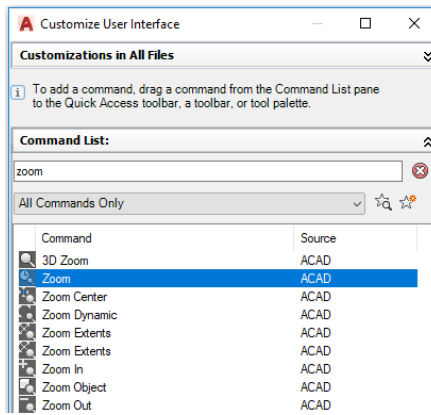 Customize User Interface
Customizations in All Files
To add a command, drag a command from the Command List pane
to the Quick Access toolbar, a toolbar, or tool palette.
Command List:
zoom
All Commands Only
Command Source
3D Zoom ACAD
Zoom ACAD
Zoom Center ACAD
Zoom Dynamic ACAD
Zoom Extents ACAD
Zoom Extents ACAD
Zoom In ACAD
Zoom Object ACAD
Zoom Out ACAD